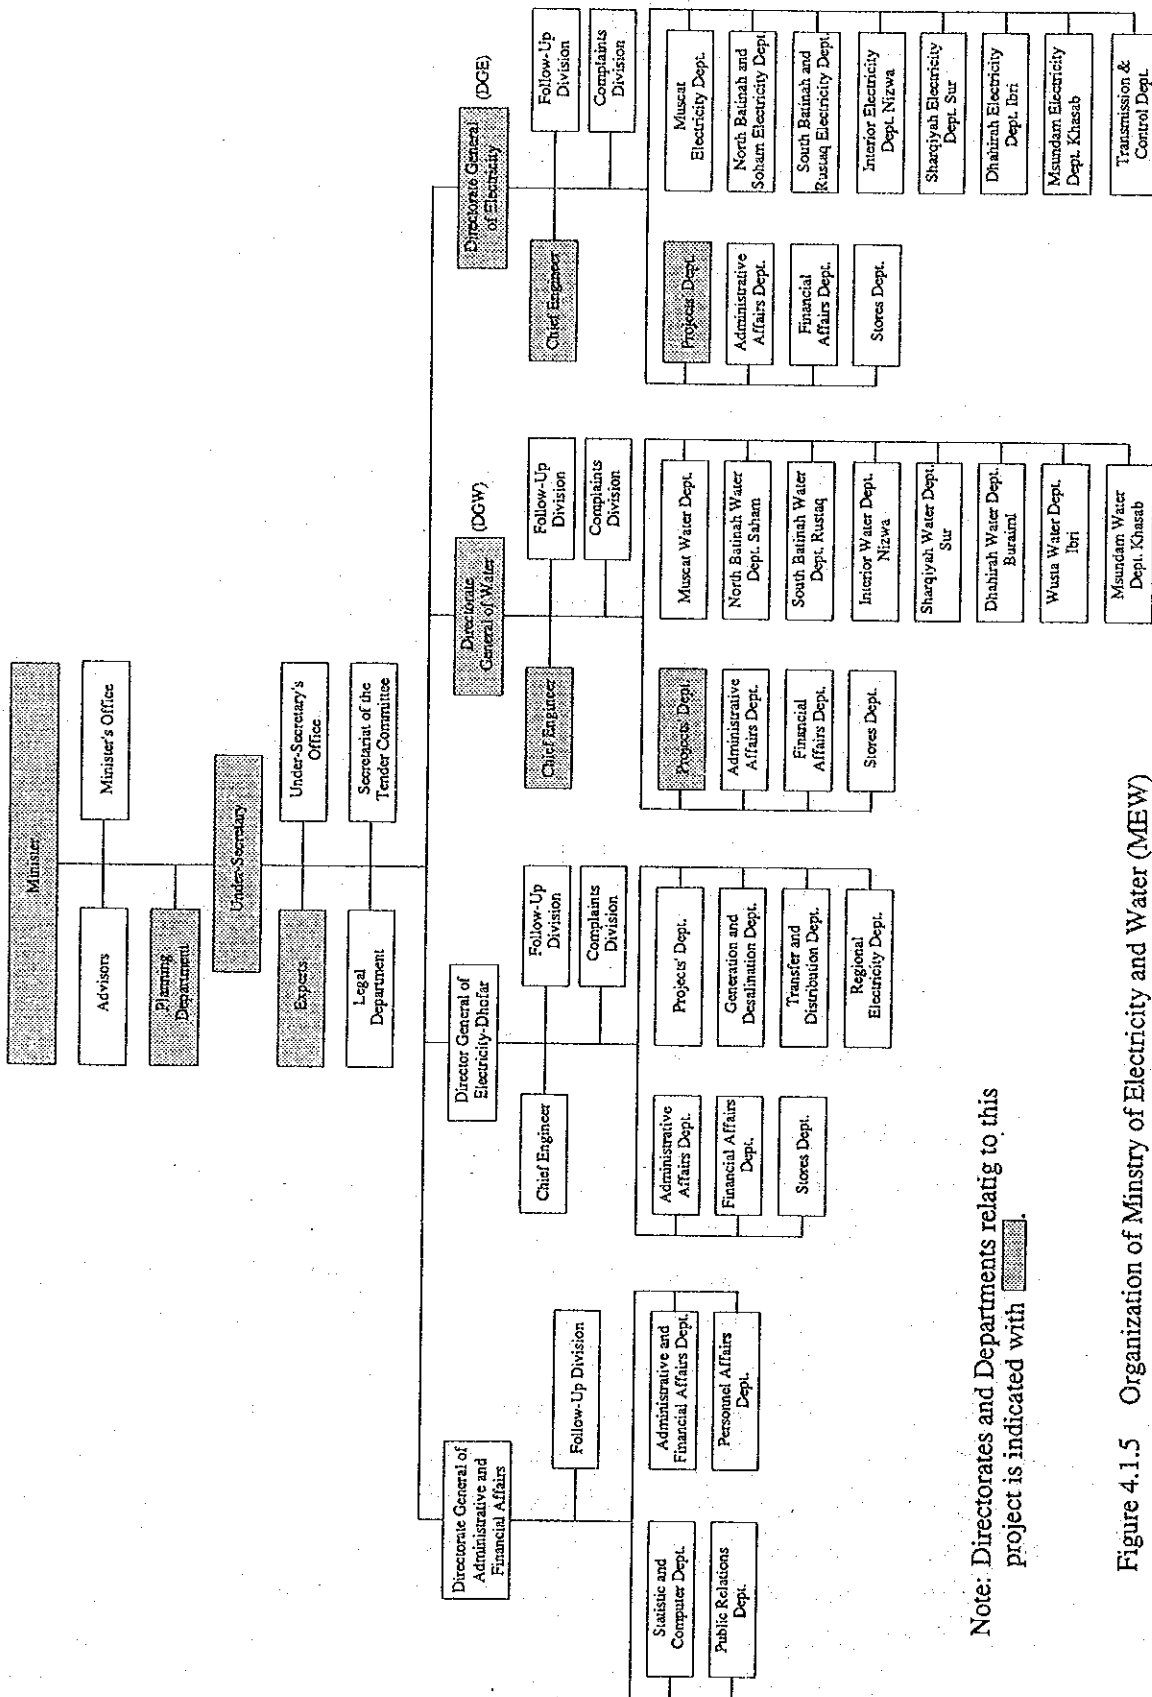 Minister
Advisors
Minister's Office
Planning
Department
Under-Secretary
Experts
Under-Secretary's
Office
Legal
Department
Secretariat of the
Tender Committee
Directorate General of
Administrative and
Financial Affairs
Follow-Up Division
Statistic and
Computer Dept.
Public Relations
Dept.
Administrative and
Financial Affairs Dept.
Personnel Affairs
Dept.
Director General of
Electricity-Dhofar
Chief Engineer
Follow-Up
Division
Complaints
Division
Administrative
Affairs Dept.
Financial Affairs
Dept.
Stores Dept.
Projects' Dept.
Generation and
Desalination Dept.
Transfer and
Distribution Dept.
Regional
Electricity Dept.
Directorate
General of Water
(DGW)
Chief Engineer
Follow-Up
Division
Complaints
Division
Projects' Dept.
Administrative
Affairs Dept.
Financial
Affairs Dept.
Stores Dept.
Muscat Water Dept.
North Batinah Water
Dept. Saham
South Batinah Water
Dept. Rustaq
Interior Water Dept.
Nizwa
Sharqiyah Water Dept.
Sur
Dhahirah Water Dept.
Buraiml
Wusta Water Dept.
Ibri
Msundam Water
Dept. Khasab
Directorate General
of Electricity
(DGE)
Chief Engineer
Follow-Up
Division
Complaints
Division
Projects' Dept.
Administrative
Affairs Dept.
Financial
Affairs Dept.
Stores Dept.
Muscat
Electricity Dept.
North Batinah and
Soham Electricity Dept.
South Batinah and
Rustaq Electricity Dept.
Interior Electricity
Dept. Nizwa
Sharqiyah Electricity
Dept. Sur
Dhahirah Electricity
Dept. Ibri
Msundam Electricity
Dept. Khasab
Transmission &
Control Dept.
Note: Directorates and Departments relatig to this
project is indicated with .
Figure 4.1.5 Organization of Minstry of Electricity and Water (MEW)